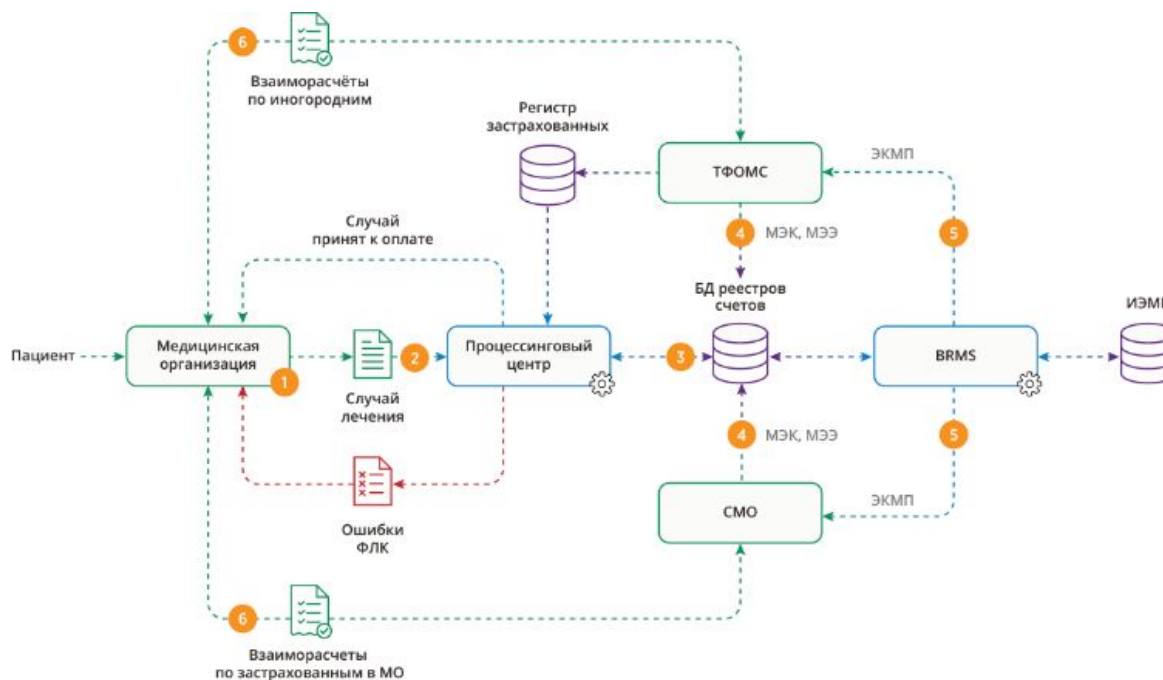 6
Взаиморасчёты
по иногородним
Регистр
застрахованных
ТФОМС
ЭКМП
Случай
принят к оплате
4
МЭК, МЭЭ
5
БД реестров
счетов
ИЭМК
Пациент
Медицинская
организация
1
2
Процессинговый
центр
3
BRMS
Случай
лечения
4
МЭК, МЭЭ
5
СМО
ЭКМП
Ошибки
ФЛК
6
Взаиморасчеты
по застрахованным в МО